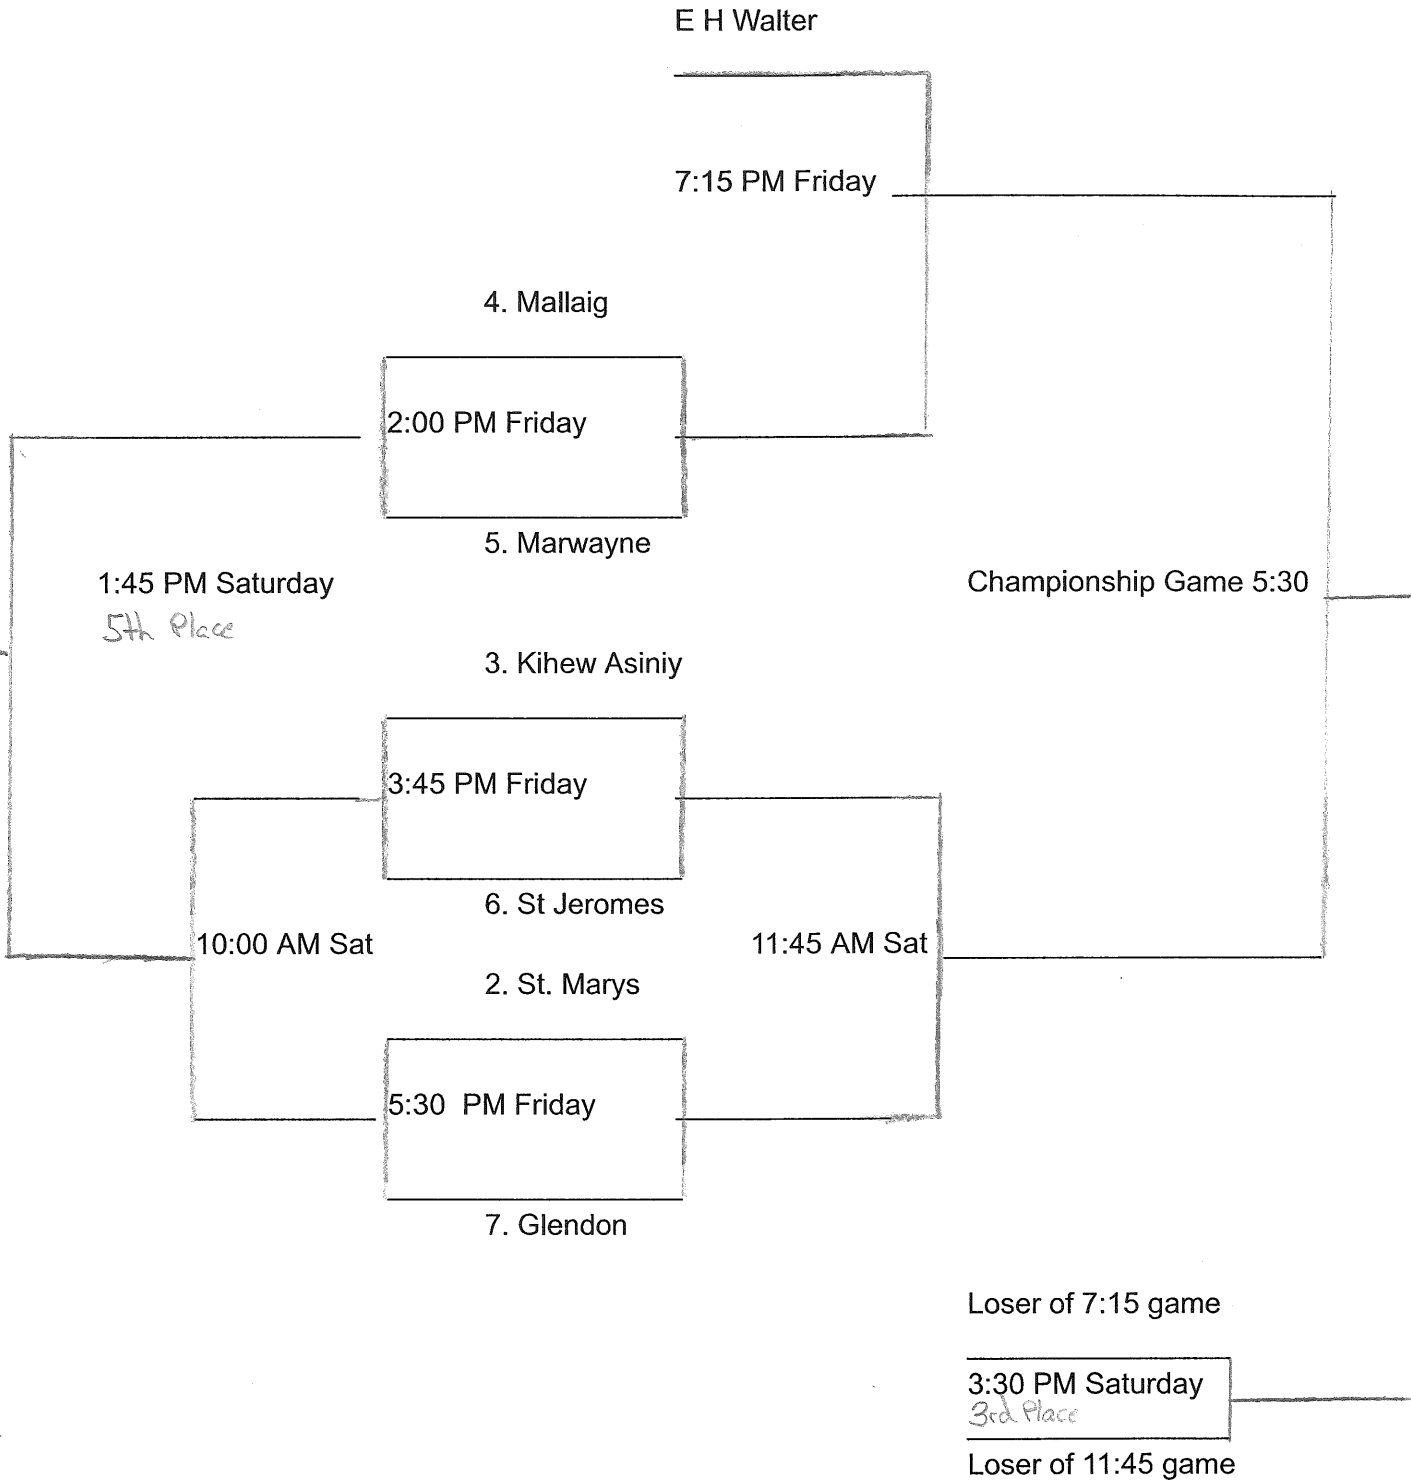 E H Walter
7:15 PM Friday
4. Mallaig
2:00 PM Friday
5. Marwayne
1:45 PM Saturday
5th Place
Championship Game 5:30
3. Kihew Asiniy
3:45 PM Friday
6. St Jeromes
10:00 AM Sat
11:45 AM Sat
2. St. Marys
5:30 PM Friday
7. Glendon
Loser of 7:15 game
3:30 PM Saturday
3rd Place
Loser of 11:45 game